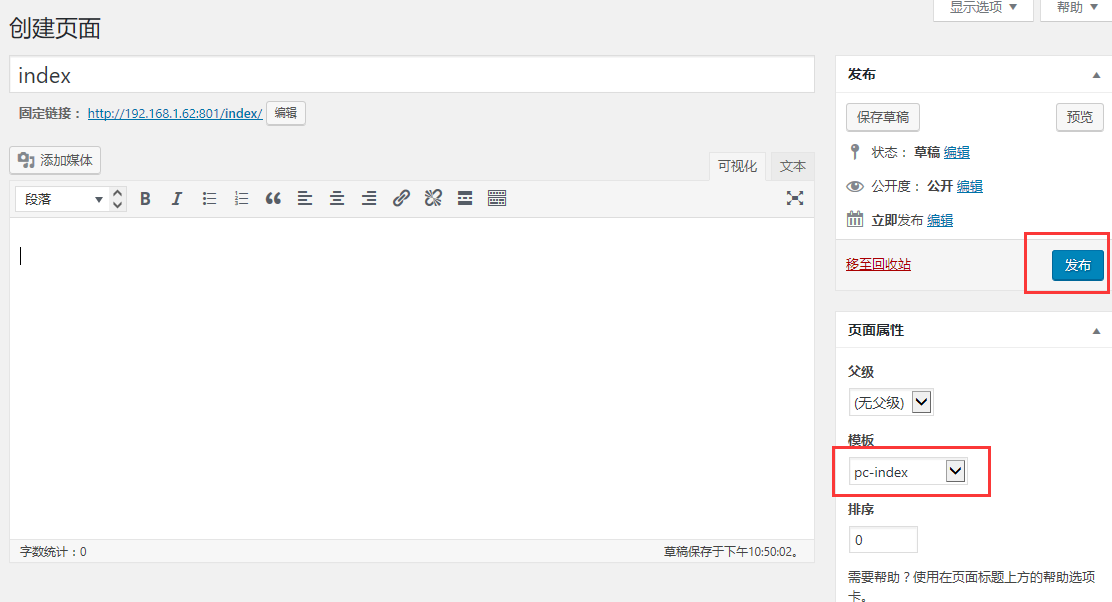 显示选项 帮助
创建页面
index
固定链接： http://192.168.1.62:801/index/ 编辑
添加媒体
可视化 文本
段落 B I
字数统计：0 草稿保存于下午10:50:02。
发布
保存草稿 预览
状态： 草稿 编辑
公开度： 公开 编辑
立即发布 编辑
移至回收站 发布
页面属性
父级
(无父级)
模板
pc-index
排序
0
需要帮助？使用在页面标题上方的帮助选项
卡。